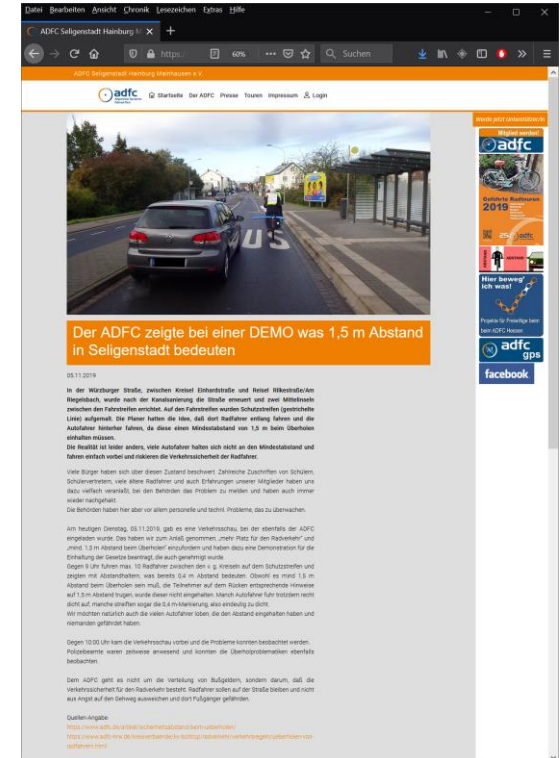 Datei Bearbeiten Ansicht Chronik Lesezeichen Extras Hilfe
ADFC Seligenstadt Hainburg M
https:
60%
Suchen
ADFC Seligenstadt Hainburg Mainhausen e.V.
adfc
Startseite Der ADFC Presse Touren Impressum Login
Werde jetzt Unterstützer/in
Mitglied werden!
adfc
Geführte Radtouren
2019
adfc
ABSTAND
Hier beweg'
ich was!
Projekte für Freiwillige beim
beim ADFC Hessen
adfc
gps
facebook
BUS
Der ADFC zeigte bei einer DEMO was 1,5 m Abstand
in Seligenstadt bedeuten
05.11.2019
In der Würzburger Straße, zwischen Kreisel Einhardstraße und Reisel Rilkestraße/Am
Riegelsbach, wurde nach der Kanalsanierung die Straße erneuert und zwei Mittelinseln
zwischen den Fahrstreifen errichtet. Auf den Fahrstreifen wurden Schutzstreifen (gestrichelte
Linie) aufgemalt. Die Planer hatten die Idee, daß dort Radfahrer entlang fahren und die
Autofahrer hinterher fahren, da diese einen Mindestabstand von 1,5 m beim Überholen
einhalten müssen.
Die Realität ist leider anders, viele Autofahrer halten sich nicht an den Mindestabstand und
fahren einfach vorbei und riskieren die Verkehrssicherheit der Radfahrer.
Viele Bürger haben sich über diesen Zustand beschwert. Zahlreiche Zuschriften von Schülern,
Schülervertretern, viele ältere Radfahrer und auch Erfahrungen unserer Mitglieder haben uns
dazu vielfach veranlaßt, bei den Behörden das Problem zu melden und haben auch immer
wieder nachgehakt.
Die Behörden haben hier aber vor allem personelle und techni. Probleme, das zu überwachen.
Am heutigen Dienstag, 05.11.2019, gab es eine Verkehrsschau, bei der ebenfalls der ADFC
eingeladen wurde. Das haben wir zum Anlaß genommen, „mehr Platz für den Radverkehr" und
„mind. 1,5 m Abstand beim Überholen" einzufordern und haben dazu eine Demonstration für die
Einhaltung der Gesetze beantragt, die auch genehmigt wurde.
Gegen 9 Uhr fuhren max. 10 Radfahrer zwischen den v. g. Kreiseln auf dem Schutzstreifen und
zeigten mit Abstandhaltern, was bereits 0,4 m Abstand bedeuten. Obwohl es mind 1,5 m
Abstand beim Überholen sein muß, die Teilnehmer auf dem Rücken entsprechende Hinweise
auf 1,5 m Abstand trugen, wurde dieser nicht eingehalten. Manch Autofahrer fuhr trotzdem recht
dicht auf, manche streiften sogar die 0,4 m-Markierung, also eindeutig zu dicht.
Wir möchten natürlich auch die vielen Autofahrer loben, die den Abstand eingehalten haben und
niemanden gefährdet haben.
Gegen 10:00 Uhr kam die Verkehrsschau vorbei und die Probleme konnten beobachtet werden.
Polizeibeamte waren zeitweise anwesend und konnten die Überholproblematiken ebenfalls
beobachten.
Dem ADFC geht es nicht um die Verteilung von Bußgeldern, sondern darum, daß die
Verkehrssicherheit für den Radverkehr besteht. Radfahrer sollen auf der Straße bleiben und nicht
aus Angst auf den Gehweg ausweichen und dort Fußgänger gefährden.
Quellen-Angabe: